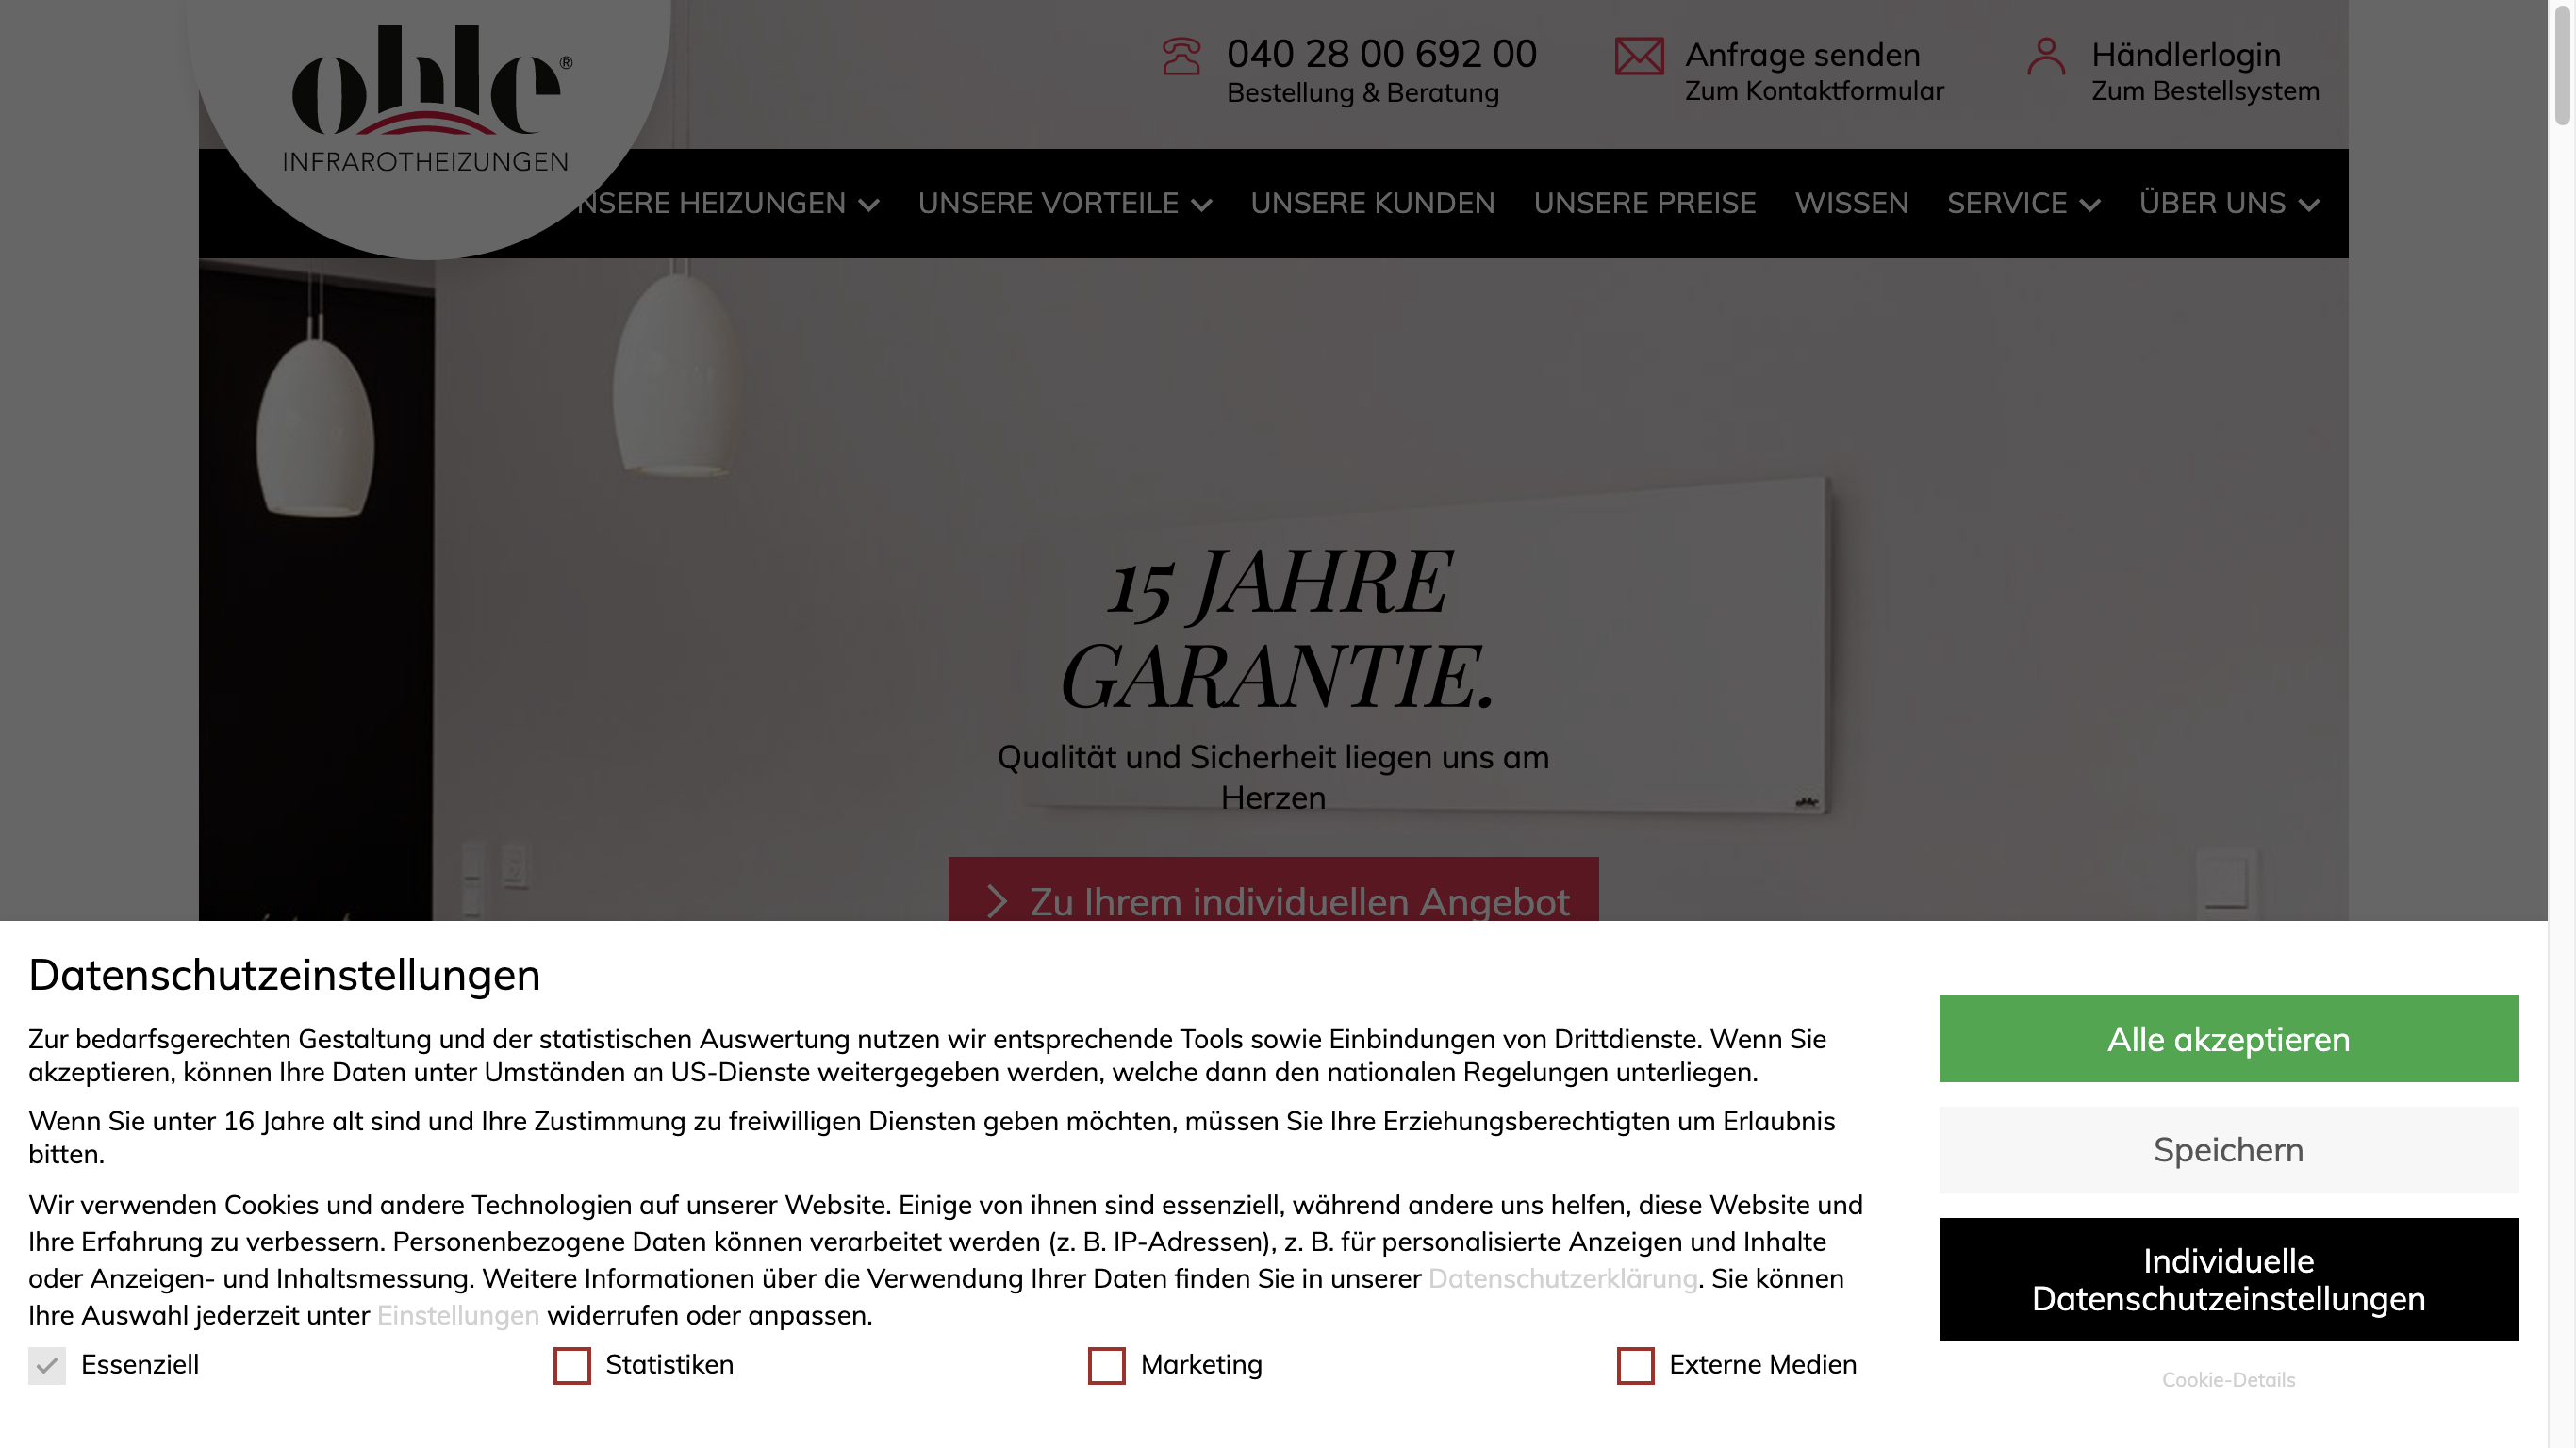 ohle®
INFRAROTHEIZUNGEN
040 28 00 692 00
Bestellung & Beratung
Anfrage senden
Zum Kontaktformular
Händlerlogin
Zum Bestellsystem
NSERE HEIZUNGEN
UNSERE VORTEILE
UNSERE KUNDEN
UNSERE PREISE
WISSEN
SERVICE
ÜBER UNS
15 JAHRE
GARANTIE.
Qualität und Sicherheit liegen uns am
Herzen
ohle
Zu Ihrem individuellen Angebot
Datenschutzeinstellungen
Zur bedarfsgerechten Gestaltung und der statistischen Auswertung nutzen wir entsprechende Tools sowie Einbindungen von Drittdienste. Wenn Sie
akzeptieren, können Ihre Daten unter Umständen an US-Dienste weitergegeben werden, welche dann den nationalen Regelungen unterliegen.
Wenn Sie unter 16 Jahre alt sind und Ihre Zustimmung zu freiwilligen Diensten geben möchten, müssen Sie Ihre Erziehungsberechtigten um Erlaubnis
bitten.
Wir verwenden Cookies und andere Technologien auf unserer Website. Einige von ihnen sind essenziell, während andere uns helfen, diese Website und
Ihre Erfahrung zu verbessern. Personenbezogene Daten können verarbeitet werden (z. B. IP-Adressen), z. B. für personalisierte Anzeigen und Inhalte
oder Anzeigen- und Inhaltsmessung. Weitere Informationen über die Verwendung Ihrer Daten finden Sie in unserer Datenschutzerklärung. Sie können
Ihre Auswahl jederzeit unter Einstellungen widerrufen oder anpassen.
Essenziell
Statistiken
Marketing
Externe Medien
Alle akzeptieren
Speichern
Individuelle
Datenschutzeinstellungen
Cookie-Details